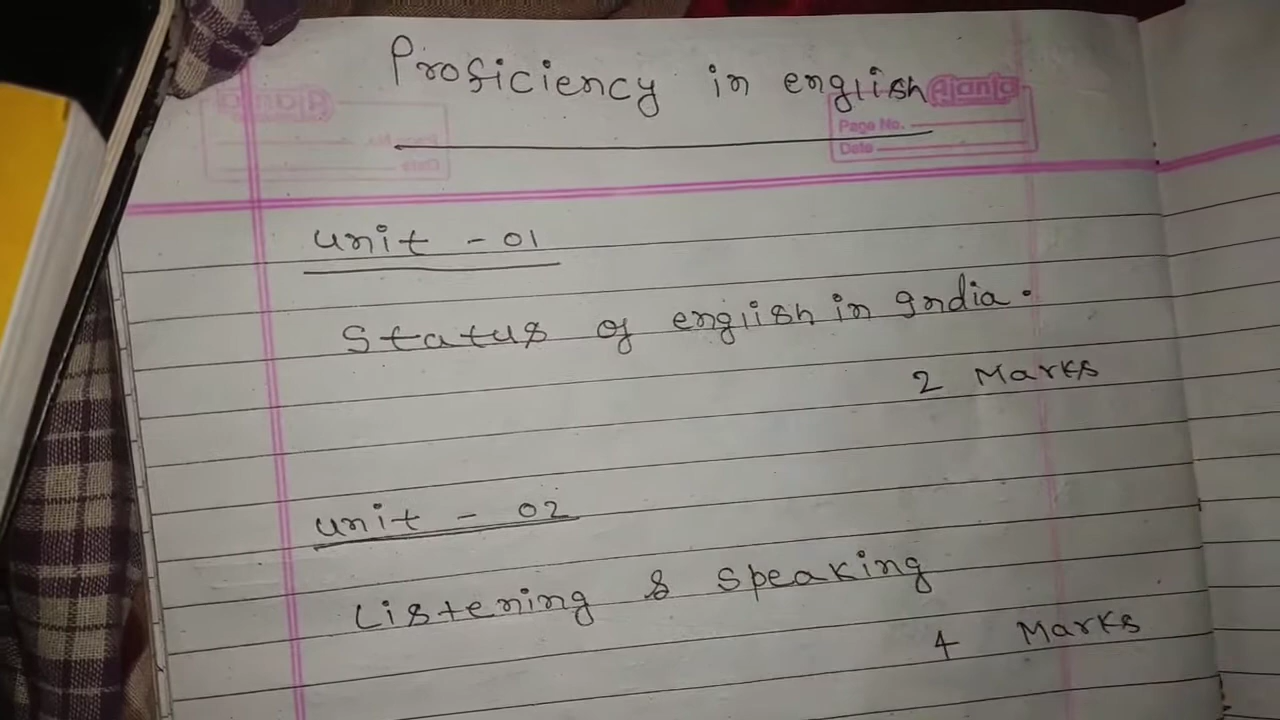 Proficiency in english
Ajanta
Page No.
Date
unit - 01
Status of english in India.
2 Marks
unit - 02
Listening & speaking
4 Marks